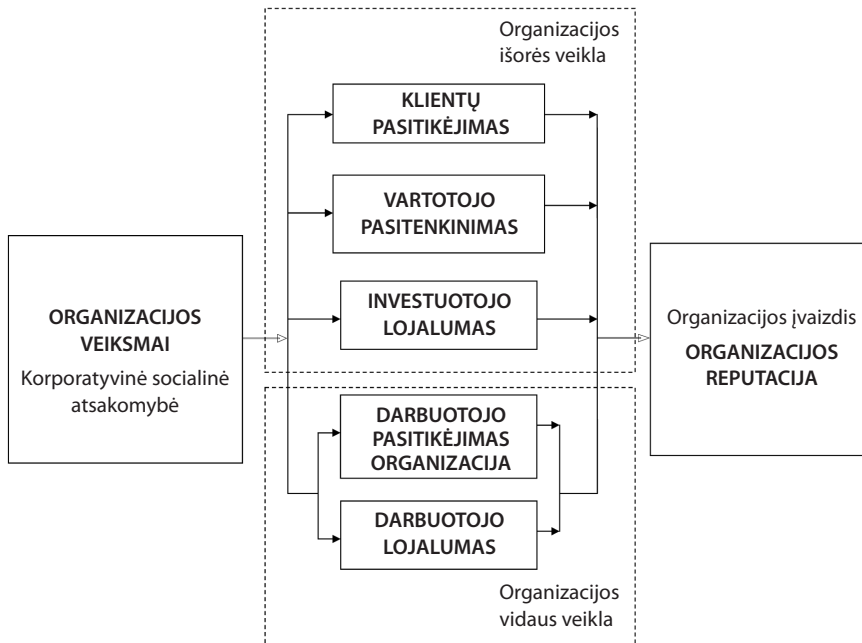 Organizacijos
išorės veikla
KLIENTŲ
PASITIKĖJIMAS
VARTOTOJO
PASITENKINIMAS
INVESTUOTOJO
LOJALUMAS
ORGANIZACIJOS
VEIKSMAI
Korporatyvinė socialinė
atsakomybė
Organizacijos įvaizdis
ORGANIZACIJOS
REPUTACIJA
DARBUOTOJO
PASITIKĖJIMAS
ORGANIZACIJA
DARBUOTOJO
LOJALUMAS
Organizacijos
vidaus veikla